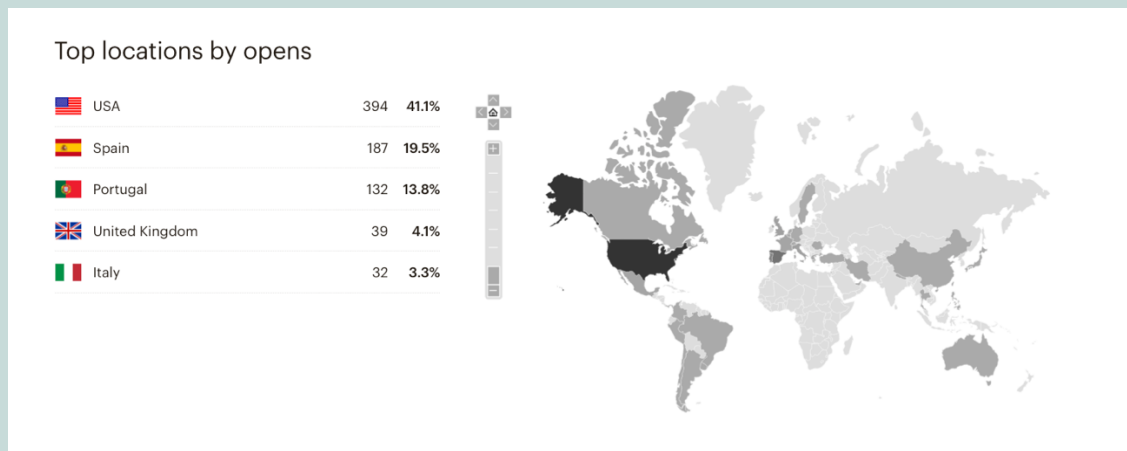 Top locations by opens
USA 394 41.1%
Spain 187 19.5%
Portugal 132 13.8%
United Kingdom 39 4.1%
Italy 32 3.3%